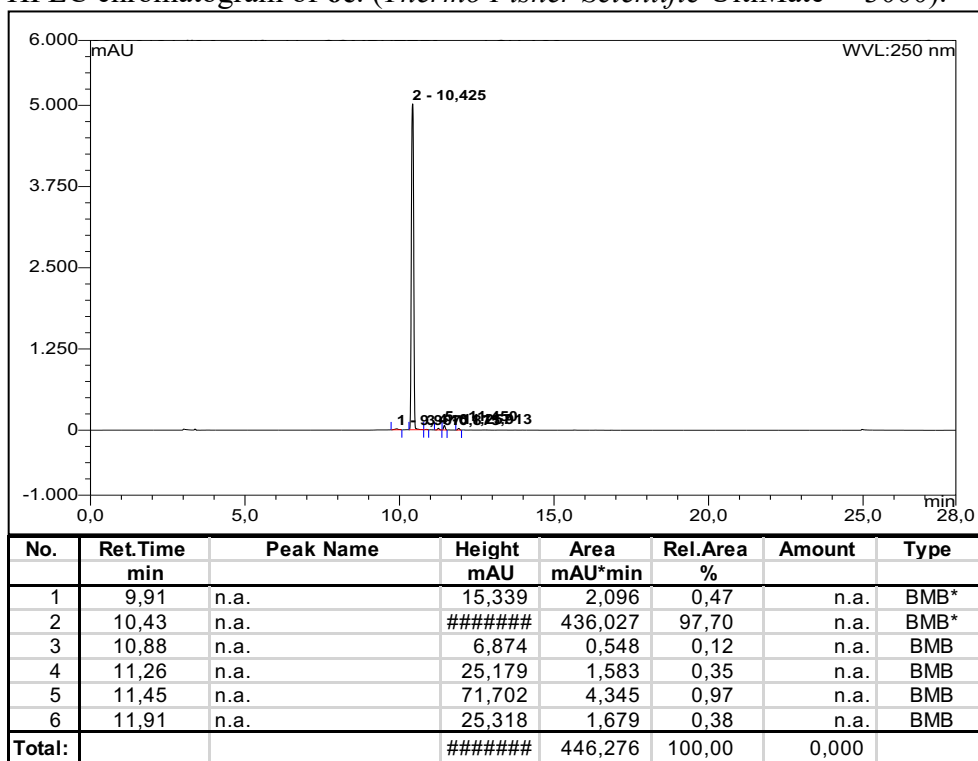 HPLC chromatogram of 6e. (Thermo Fisher Scientific UltiMate 3000).
6.000
mAU
WVL:250 nm
2 - 10,425
5.000
3.750
2.500
1.250
0
-1.000
min
0,0 5,0 10,0 15,0 20,0 25,0 28,0
No. Ret.Time Peak Name Height Area Rel.Area Amount Type
min mAU mAU*min %
1 9,91 n.a. 15,339 2,096 0,47 n.a. BMB*
2 10,43 n.a. ####### 436,027 97,70 n.a. BMB*
3 10,88 n.a. 6,874 0,548 0,12 n.a. BMB
4 11,26 n.a. 25,179 1,583 0,35 n.a. BMB
5 11,45 n.a. 71,702 4,345 0,97 n.a. BMB
6 11,91 n.a. 25,318 1,679 0,38 n.a. BMB
Total: ####### 446,276 100,00 0,000